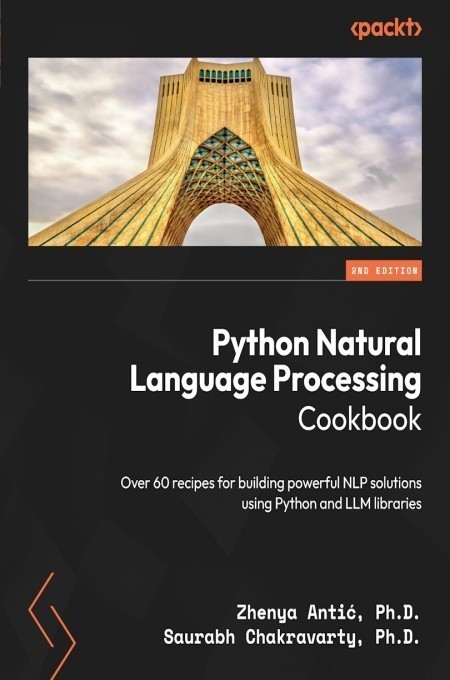 <packt>
2ND EDITION
Python Natural
Language Processing
Cookbook
Over 60 recipes for building powerful NLP solutions
using Python and LLM libraries
Zhenya Antić, Ph.D.
Saurabh Chakravarty, Ph.D.